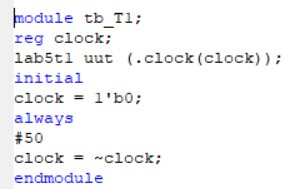 module tb_T1;
reg clock;
lab5t1 uut (.clock(clock));
initial
clock = 1'b0;
always
#50
clock = ~clock;
endmodule